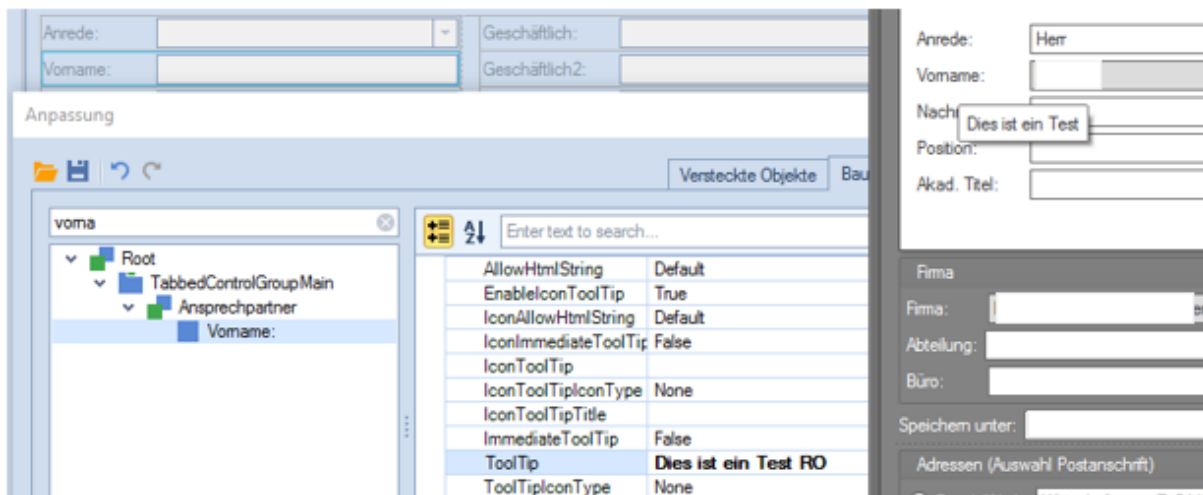 Anrede:
Geschäftlich:
Vorname:
Geschäftlich2:
Anpassung
Versteckte Objekte
Bau
voma
Root
TabbedControlGroupMain
Ansprechpartner
Vorname:
Enter text to search...
AllowHtmlString Default
EnableIconToolTip True
IconAllowHtmlString Default
IconImmediateToolTip False
IconToolTip
IconToolTipIconType None
IconToolTipTitle
ImmediateToolTip False
ToolTip Dies ist ein Test RO
ToolTipIconType None
Anrede: Herr
Vorname:
Nach
Dies ist ein Test
Position:
Akad. Titel:
Firma
Firma:
Abteilung:
Büro:
Speichern unter:
Adressen (Auswahl Postanschrift)